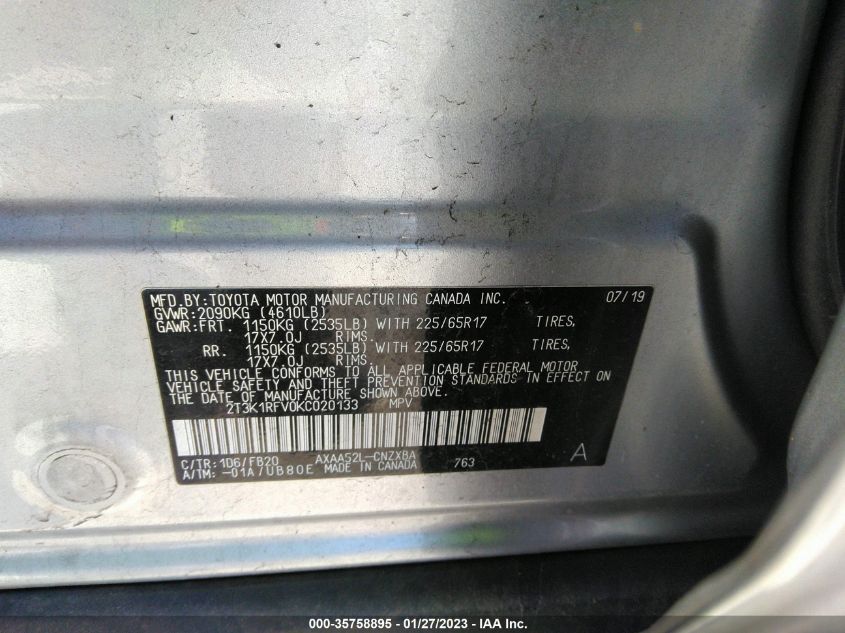 MFD.BY:TOYOTA MOTOR MANUFACTURING CANADA INC. 07/19
GVWR:2090KG (4610LB)
GAWR:FRT. 1150KG (2535LB) WITH 225/65R17 TIRES,
17X7.0J RIMS.
RR. 1150KG (2535LB) WITH 225/65R17 TIRES,
17X7.0J RIMS.
THIS VEHICLE CONFORMS TO ALL APPLICABLE FEDERAL MOTOR
VEHICLE SAFETY AND THEFT PREVENTION STANDARDS IN EFFECT ON
THE DATE OF MANUFACTURE SHOWN ABOVE.
2T3K1RFV0KC020133 MPV
C/TR:1D6/FB20 AXAA52L-CNZXBA
A/TM:-01A/UB80E MADE IN CANADA 763 A
000-35758895 - 01/27/2023 - IAA Inc.